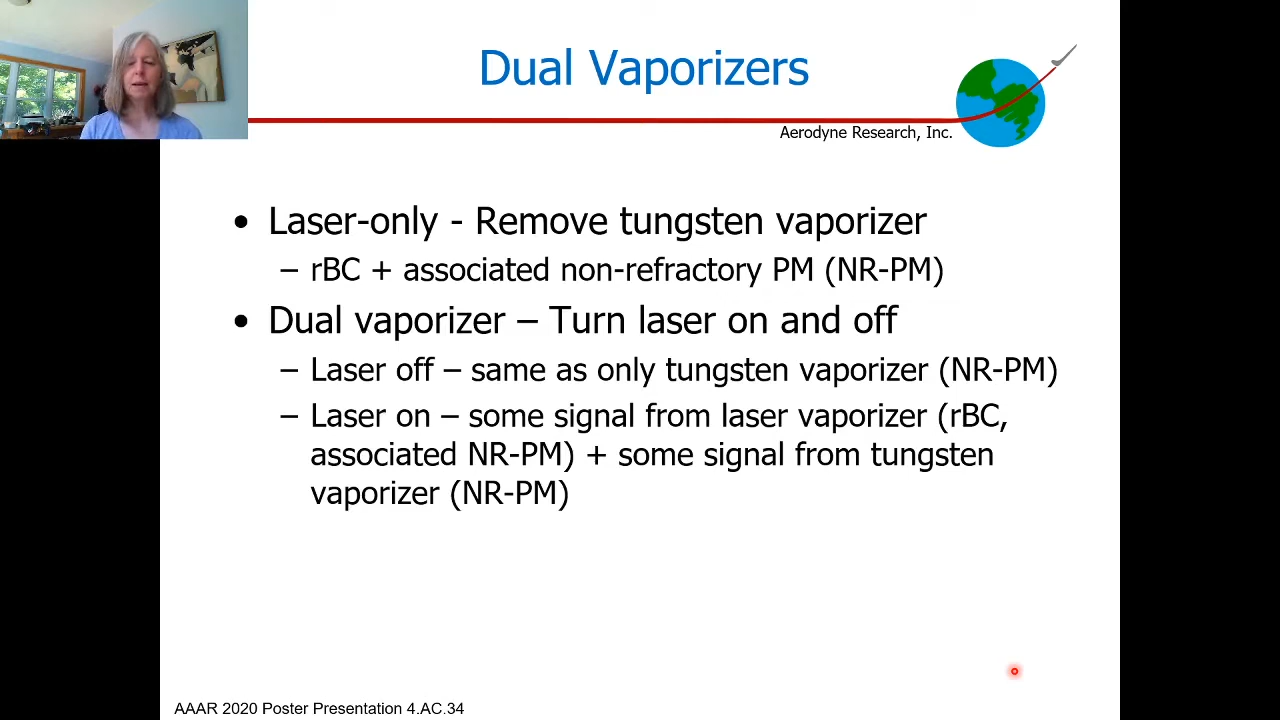 Dual Vaporizers
Aerodyne Research, Inc.
• Laser-only - Remove tungsten vaporizer
– rBC + associated non-refractory PM (NR-PM)
• Dual vaporizer – Turn laser on and off
– Laser off – same as only tungsten vaporizer (NR-PM)
– Laser on – some signal from laser vaporizer (rBC,
associated NR-PM) + some signal from tungsten
vaporizer (NR-PM)
AAAR 2020 Poster Presentation 4.AC.34